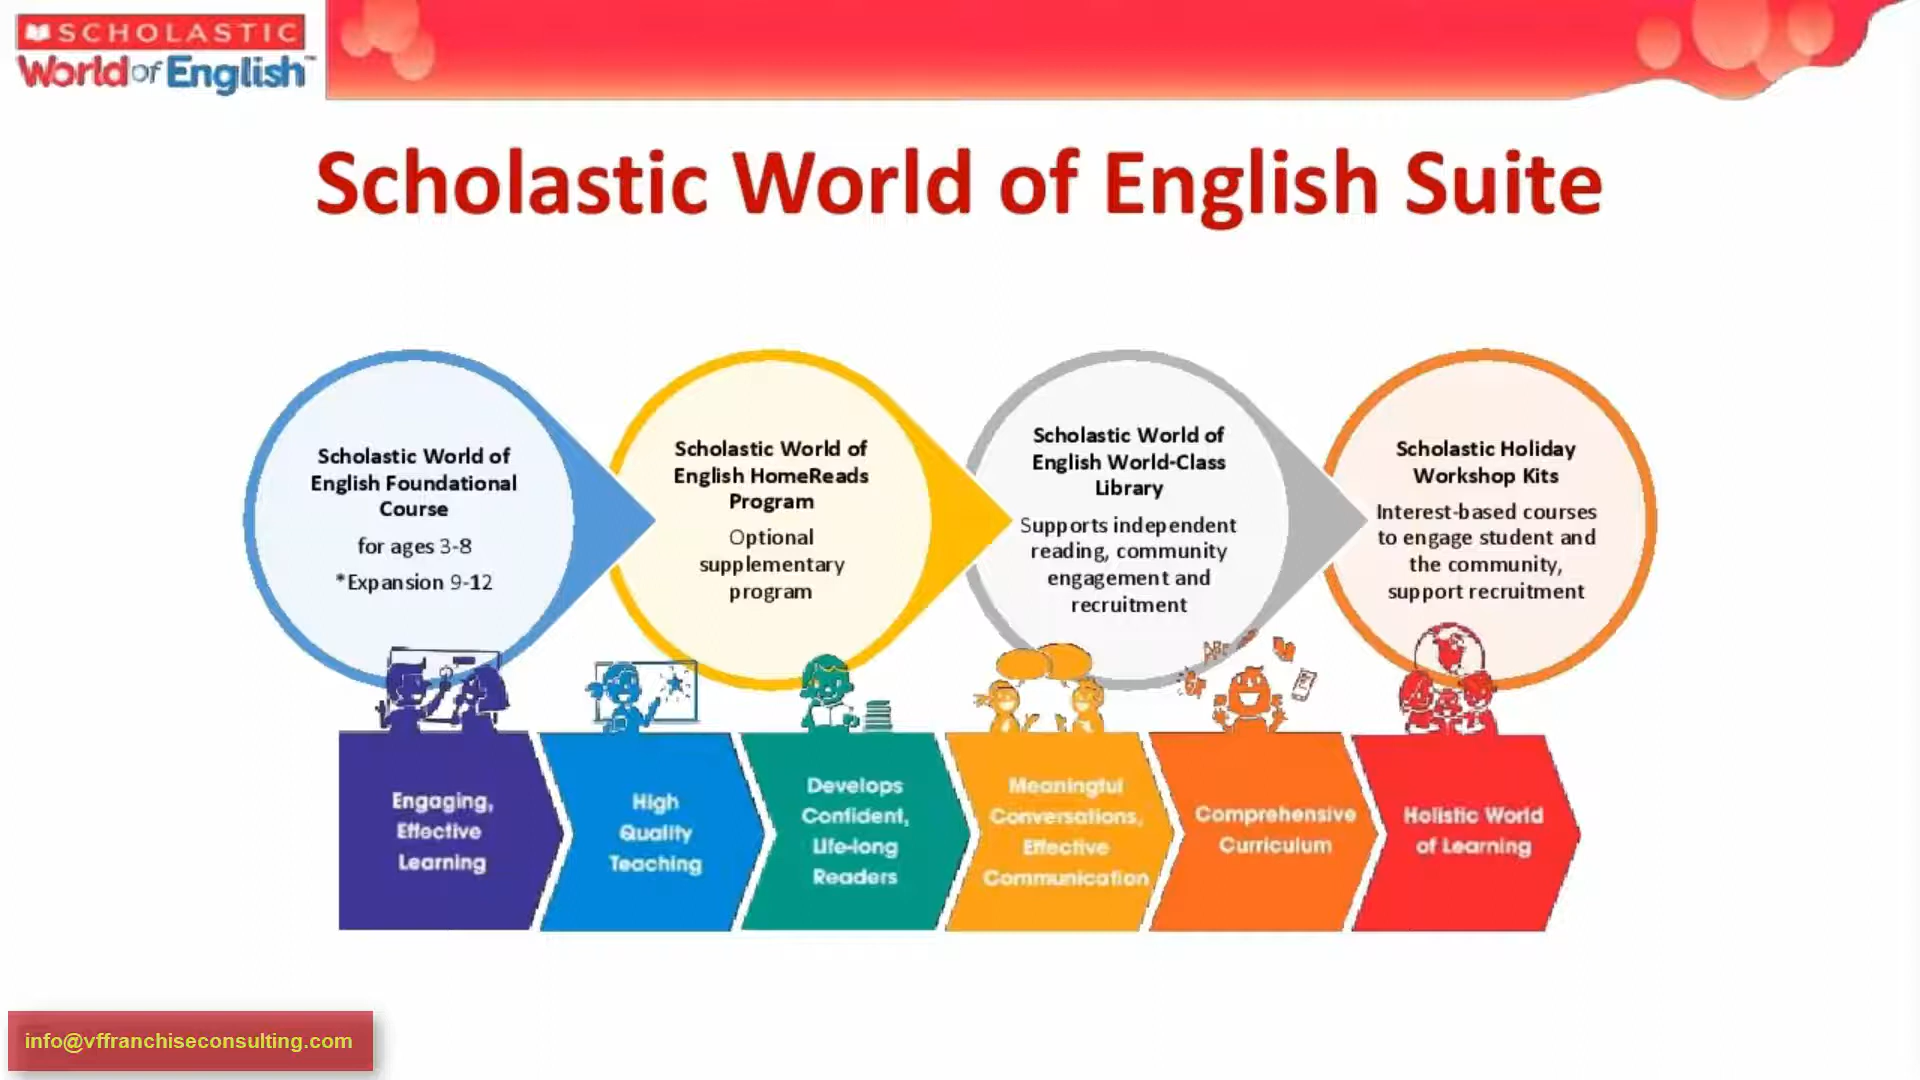 SCHOLASTIC
World of English™
Scholastic World of English Suite
Scholastic World of
English Foundational
Course
for ages 3-8
*Expansion 9-12
Scholastic World of
English HomeReads
Program
Optional
supplementary
program
Scholastic World of
English World-Class
Library
Supports independent
reading, community
engagement and
recruitment
Scholastic Holiday
Workshop Kits
Interest-based courses
to engage student and
the community,
support recruitment
Engaging,
Effective
Learning
High
Quality
Teaching
Develops
Confident,
Life-long
Readers
Meaningful
Conversations,
Effective
Communication
Comprehensive
Curriculum
Holistic World
of Learning
info@vffranchiseconsulting.com